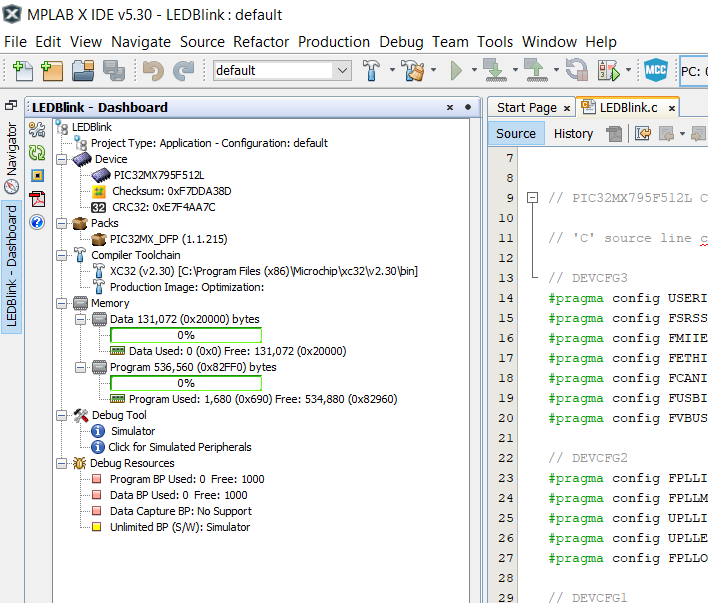 MPLAB X IDE v5.30 - LEDBlink : default
File Edit View Navigate Source Refactor Production Debug Team Tools Window Help
default
MCC
PC: 0
Navigator
LEDBlink - Dashboard
LEDBlink - Dashboard
LEDBlink
Project Type: Application - Configuration: default
Device
PIC32MX795F512L
Checksum: 0xF7DDA38D
32 CRC32: 0xE7F4AA7C
Packs
PIC32MX_DFP (1.1.215)
Compiler Toolchain
XC32 (v2.30) [C:\Program Files (x86)\Microchip\xc32\v2.30\bin]
Production Image: Optimization:
Memory
Data 131,072 (0x20000) bytes
0%
Data Used: 0 (0x0) Free: 131,072 (0x20000)
Program 536,560 (0x82FF0) bytes
0%
Program Used: 1,680 (0x690) Free: 534,880 (0x82960)
Debug Tool
Simulator
Click for Simulated Peripherals
Debug Resources
Program BP Used: 0 Free: 1000
Data BP Used: 0 Free: 1000
Data Capture BP: No Support
Unlimited BP (S/W): Simulator
Start Page
LEDBlink.c
Source History
7
8
9 // PIC32MX795F512L C
10
11 // 'C' source line c
12
13 // DEVCFG3
14 #pragma config USERI
15 #pragma config FSRSS
16 #pragma config FMIIE
17 #pragma config FETHI
18 #pragma config FCANI
19 #pragma config FUSBI
20 #pragma config FVBUS
21
22 // DEVCFG2
23 #pragma config FPLLI
24 #pragma config FPLLM
25 #pragma config UPLLI
26 #pragma config UPLLE
27 #pragma config FPLLO
28
29 // DEVCFG1